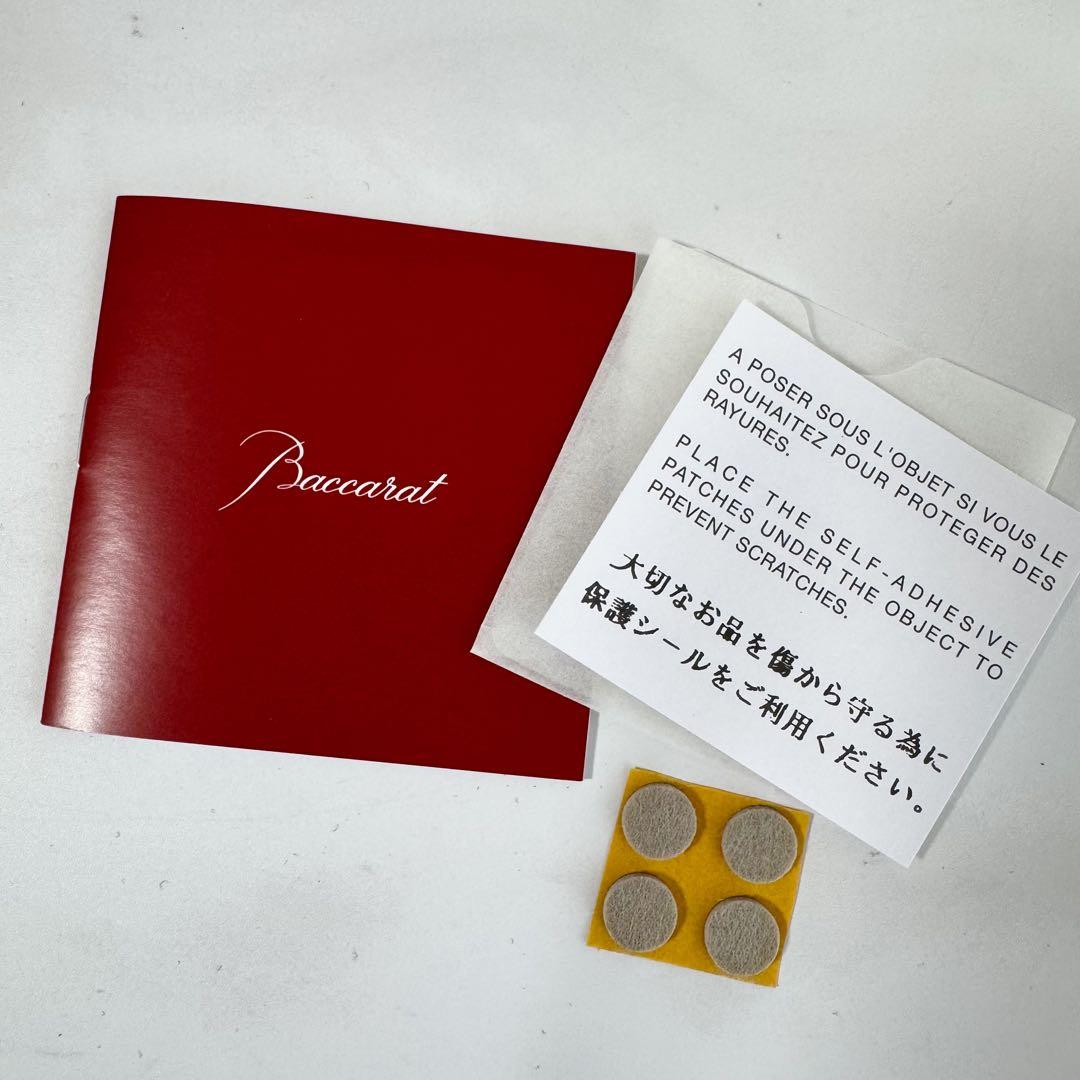 Baccarat
A POSER SOUS L'OBJET SI VOUS LE
SOUHAITEZ POUR PROTEGER DES
RAYURES.
PLACE THE SELF-ADHESIVE
PATCHES UNDER THE OBJECT TO
PREVENT SCRATCHES.
大切なお品を傷から守る為に
保護シールをご利用ください。